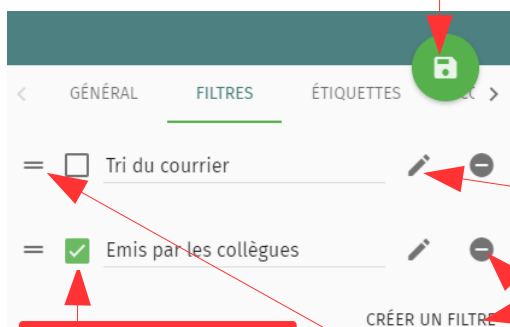 GÉNÉRAL FILTRES ÉTIQUETTES
Tri du courrier
Emis par les collègues
CRÉER UN FILTRE